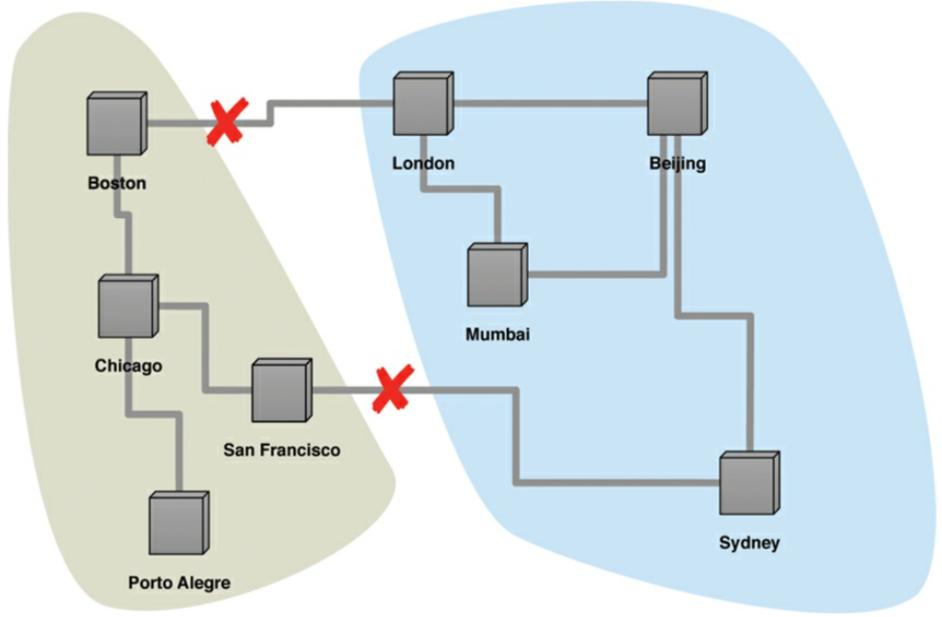 London
Beijing
Boston
Mumbai
Chicago
San Francisco
Sydney
Porto Alegre